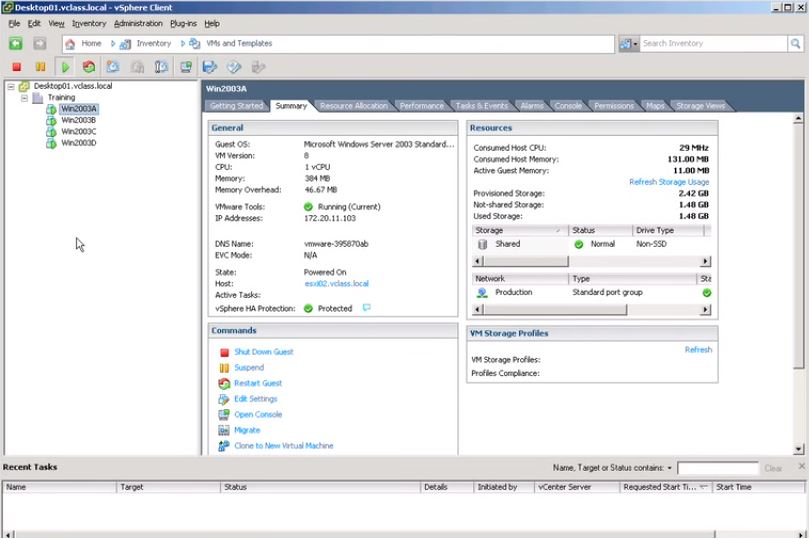 Desktop01.vclass.local - vSphere Client
File Edit View Inventory Administration Plug-ins Help
Home Inventory VMs and Templates Search Inventory
Desktop01.vclass.local
Training
Win2003A
Win2003B
Win2003C
Win2003D
Win2003A
Getting Started Summary Resource Allocation Performance Tasks & Events Alarms Console Permissions Maps Storage Views
General
Guest OS: Microsoft Windows Server 2003 Standard...
VM Version: 8
CPU: 1 vCPU
Memory: 384 MB
Memory Overhead: 46.67 MB
VMware Tools: Running (Current)
IP Addresses: 172.20.11.103
DNS Name: vmware-395870ab
EVC Mode: N/A
State: Powered On
Host: esxi02.vclass.local
Active Tasks:
vSphere HA Protection: Protected
Commands
Shut Down Guest
Suspend
Restart Guest
Edit Settings
Open Console
Migrate
Clone to New Virtual Machine
Resources
Consumed Host CPU: 29 MHz
Consumed Host Memory: 131.00 MB
Active Guest Memory: 11.00 MB
Refresh Storage Usage
Provisioned Storage: 2.42 GB
Not-shared Storage: 1.48 GB
Used Storage: 1.48 GB
Storage Status Drive Type
Shared Normal Non-SSD
Network Type Sta
Production Standard port group
VM Storage Profiles
Refresh
VM Storage Profiles:
Profiles Compliance:
Recent Tasks Name, Target or Status contains: Clear
Name Target Status Details Initiated by vCenter Server Requested Start Ti... Start Time